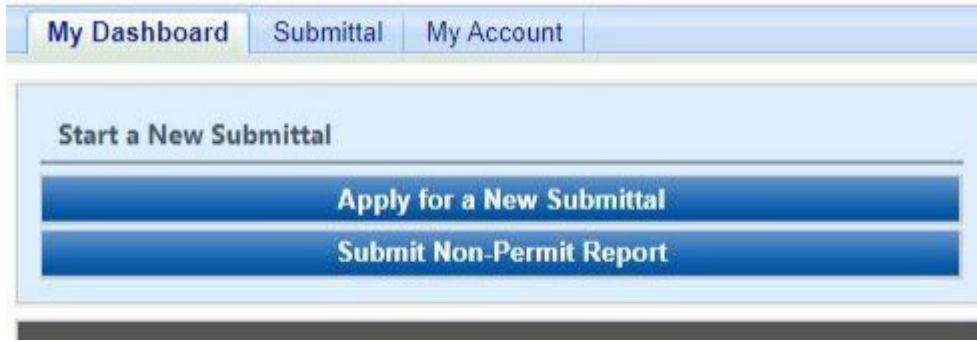 My Dashboard Submittal My Account
Start a New Submittal
Apply for a New Submittal
Submit Non-Permit Report